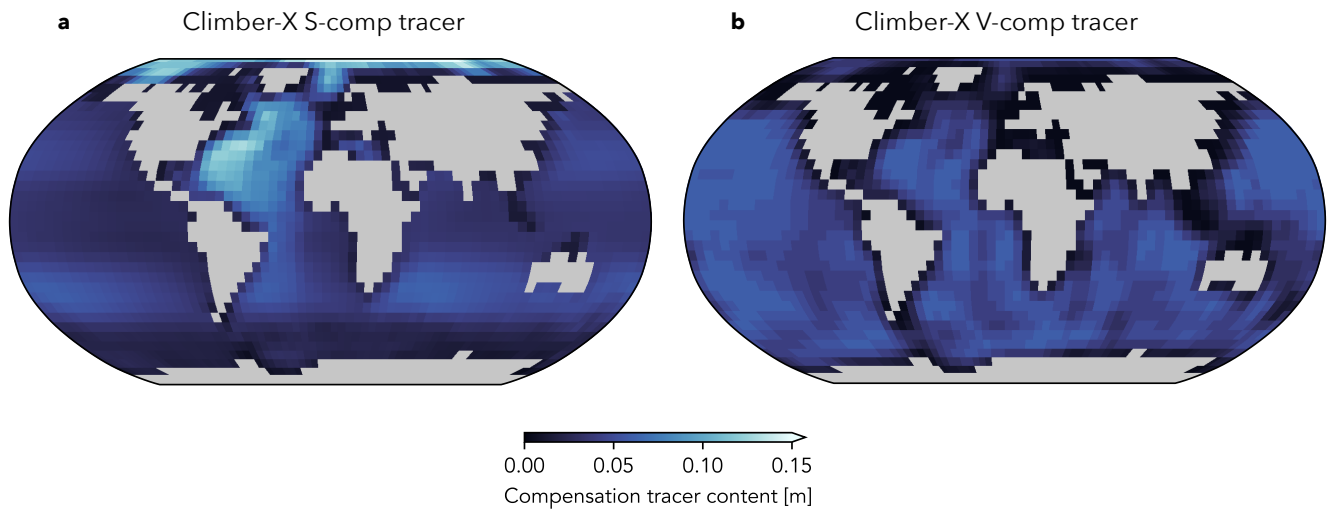 a Climber-X S-comp tracer
b Climber-X V-comp tracer
0.00 0.05 0.10 0.15
Compensation tracer content [m]